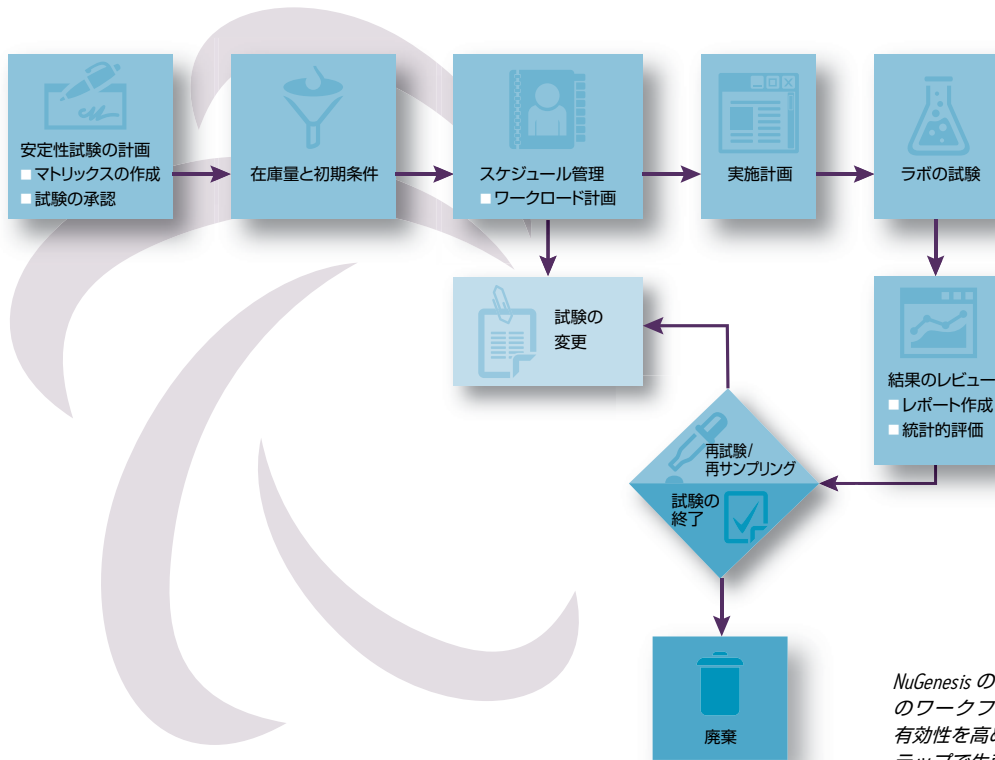 安定性試験の計画
■マトリックスの作成
■試験の承認
在庫量と初期条件
スケジュール管理
■ワークロード計画
実施計画
ラボの試験
試験の
変更
結果のレビュー
■レポート作成
■統計的評価
再試験/
再サンプリング
試験の
終了
廃棄
NuGenesis の
のワークフ
有効性を高め